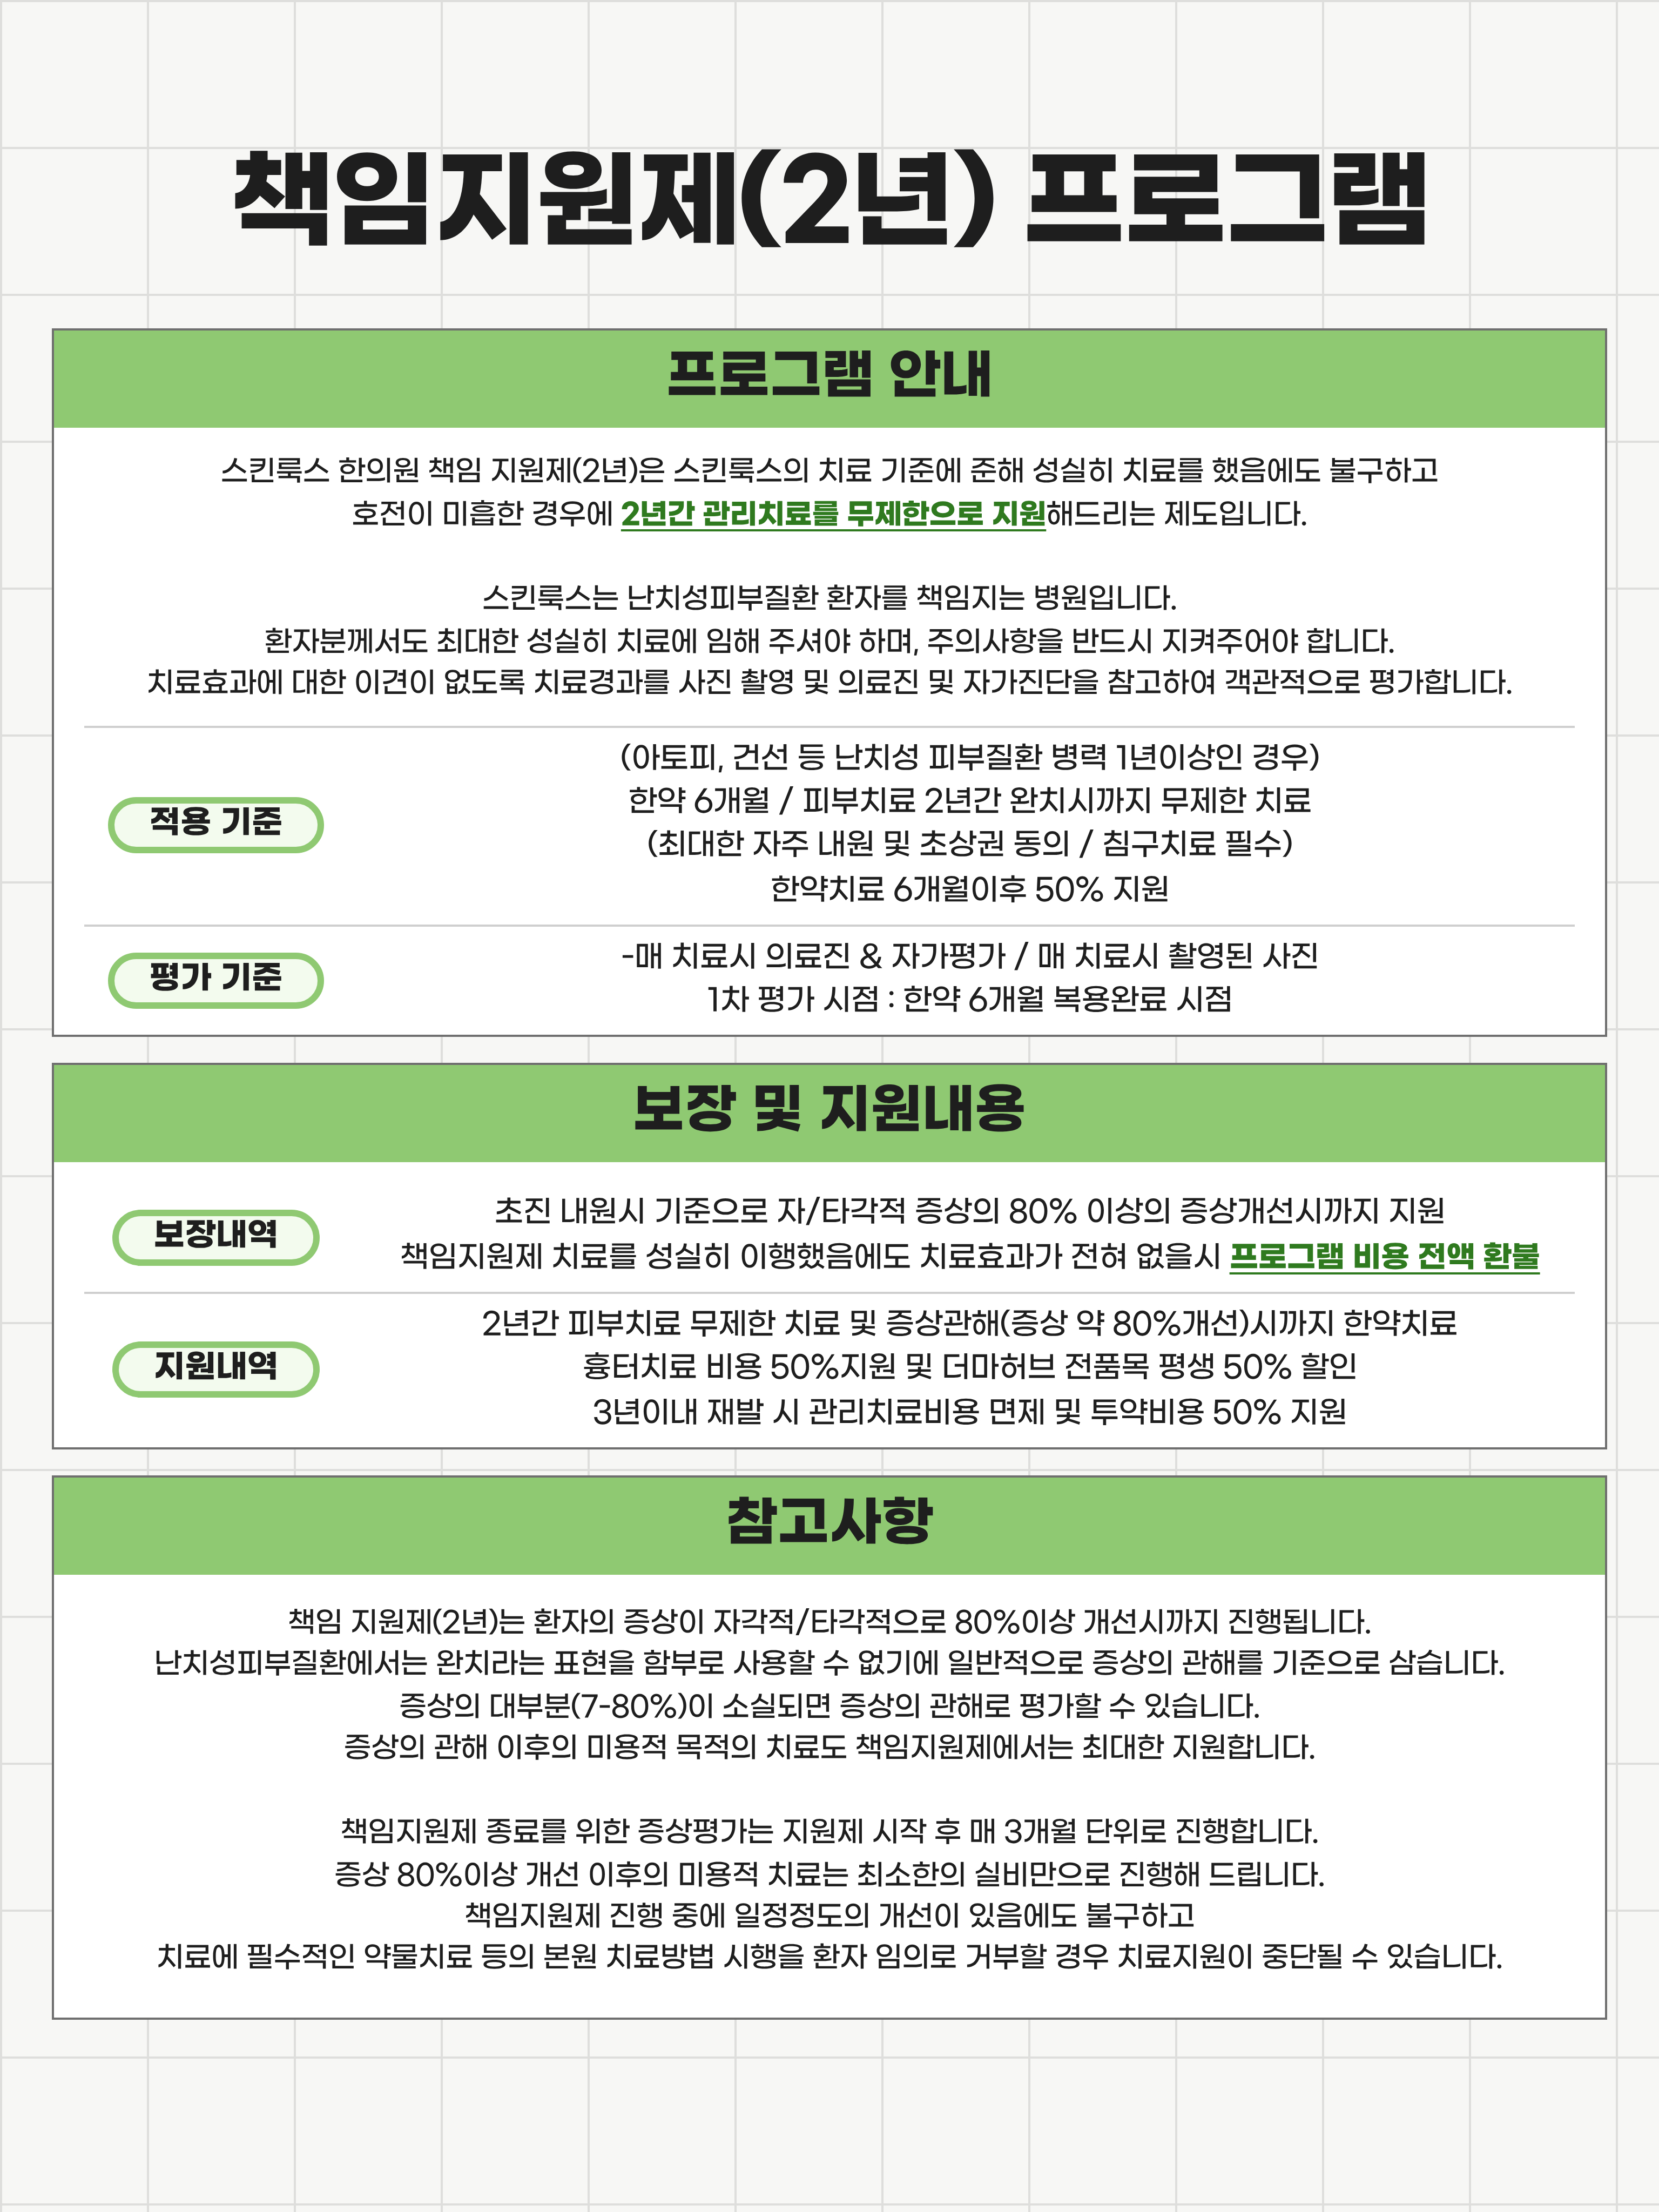 책임지원제(2년) 프로그램
프로그램 안내
스킨룩스 한의원 책임 지원제(2년)은 스킨룩스의 치료 기준에 준해 성실히 치료를 했음에도 불구하고
호전이 미흡한 경우에 2년간 관리치료를 무제한으로 지원해드리는 제도입니다.
스킨룩스는 난치성피부질환 환자를 책임지는 병원입니다.
환자분께서도 최대한 성실히 치료에 임해 주셔야 하며, 주의사항을 반드시 지켜주어야 합니다.
치료효과에 대한 이견이 없도록 치료경과를 사진 촬영 및 의료진 및 자가진단을 참고하여 객관적으로 평가합니다.
적용 기준
(아토피, 건선 등 난치성 피부질환 병력 1년이상인 경우)
한약 6개월 / 피부치료 2년간 완치시까지 무제한 치료
(최대한 자주 내원 및 초상권 동의 / 침구치료 필수)
한약치료 6개월이후 50% 지원
평가 기준
-매 치료시 의료진 & 자가평가 / 매 치료시 촬영된 사진
1차 평가 시점 : 한약 6개월 복용완료 시점
보장 및 지원내용
보장내역
초진 내원시 기준으로 자/타각적 증상의 80% 이상의 증상개선시까지 지원
책임지원제 치료를 성실히 이행했음에도 치료효과가 전혀 없을시 프로그램 비용 전액 환불
지원내역
2년간 피부치료 무제한 치료 및 증상관해(증상 약 80%개선)시까지 한약치료
흉터치료 비용 50%지원 및 더마허브 전품목 평생 50% 할인
3년이내 재발 시 관리치료비용 면제 및 투약비용 50% 지원
참고사항
책임 지원제(2년)는 환자의 증상이 자각적/타각적으로 80%이상 개선시까지 진행됩니다.
난치성피부질환에서는 완치라는 표현을 함부로 사용할 수 없기에 일반적으로 증상의 관해를 기준으로 삼습니다.
증상의 대부분(7-80%)이 소실되면 증상의 관해로 평가할 수 있습니다.
증상의 관해 이후의 미용적 목적의 치료도 책임지원제에서는 최대한 지원합니다.
책임지원제 종료를 위한 증상평가는 지원제 시작 후 매 3개월 단위로 진행합니다.
증상 80%이상 개선 이후의 미용적 치료는 최소한의 실비만으로 진행해 드립니다.
책임지원제 진행 중에 일정정도의 개선이 있음에도 불구하고
치료에 필수적인 약물치료 등의 본원 치료방법 시행을 환자 임의로 거부할 경우 치료지원이 중단될 수 있습니다.